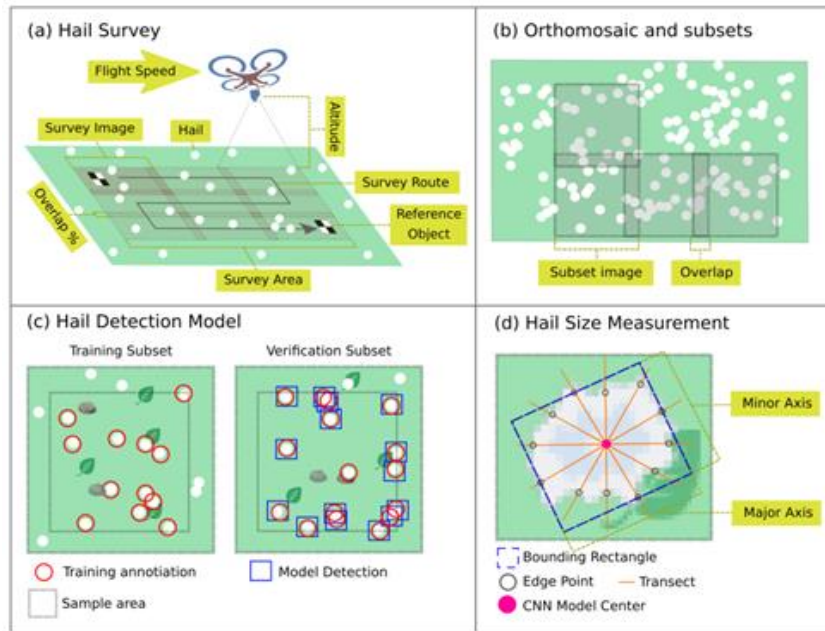 (a) Hail Survey
Flight Speed
Survey Image
Hail
Altitude
Survey Route
Overlap %
Reference
Object
Survey Area
(b) Orthomosaic and subsets
Subset image
Overlap
(c) Hail Detection Model
Training Subset
Verification Subset
Training annotiation
Model Detection
Sample area
(d) Hail Size Measurement
Minor Axis
Major Axis
Bounding Rectangle
Edge Point
Transect
CNN Model Center